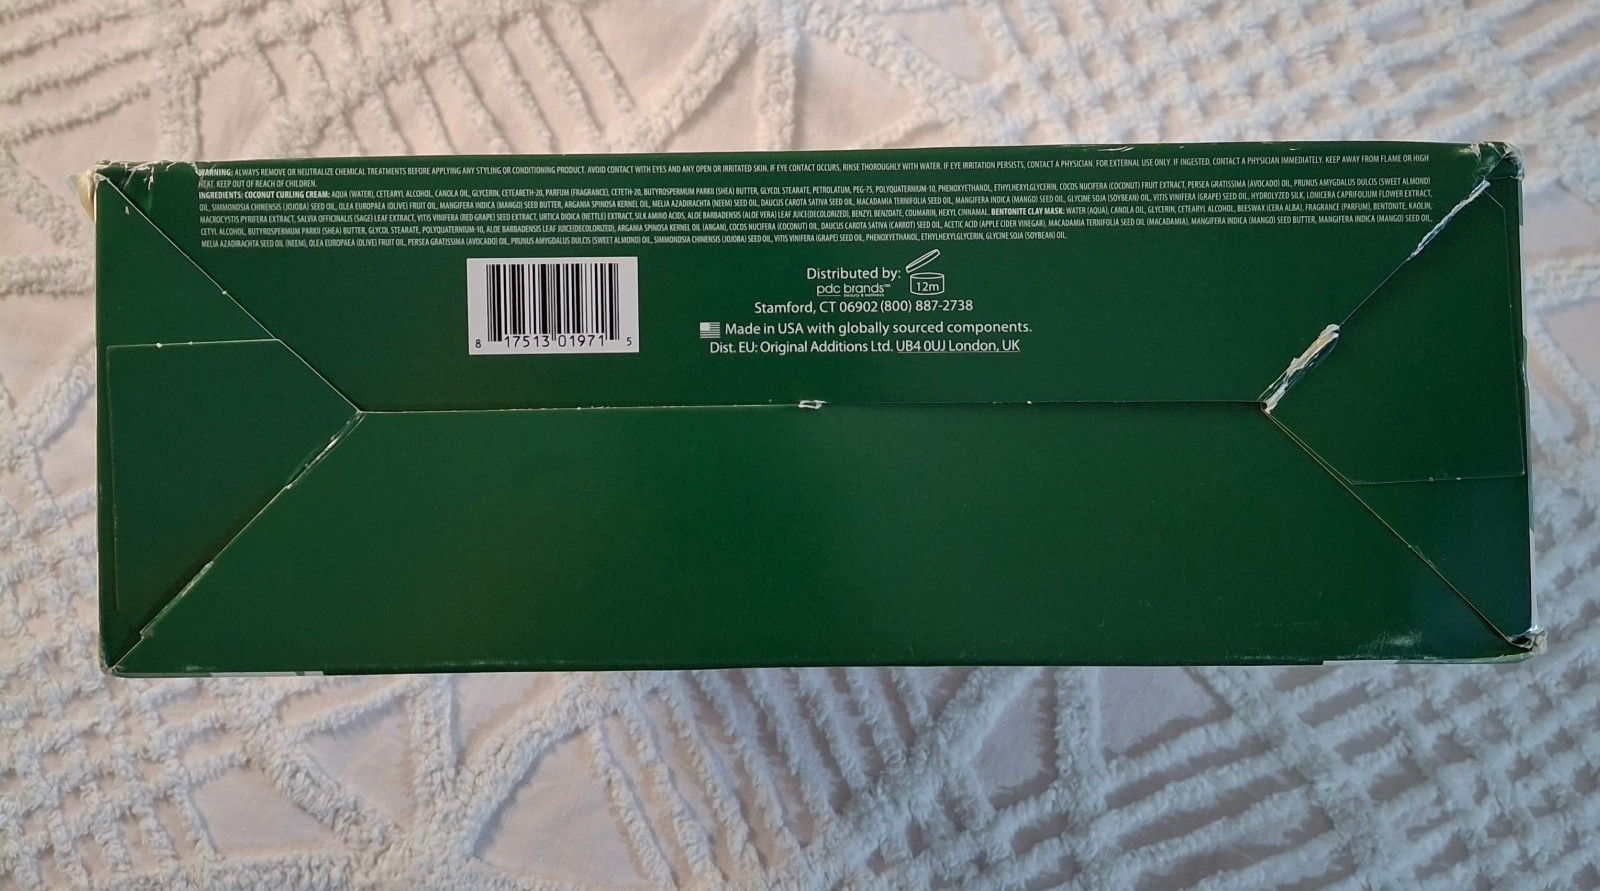 WARNING: ALWAYS REMOVE OR NEUTRALIZE CHEMICAL TREATMENTS BEFORE APPLYING ANY STYLING OR CONDITIONING PRODUCT. AVOID CONTACT WITH EYES AND ANY OPEN OR IRRITATED SKIN. IF EYE CONTACT OCCURS, RINSE THOROUGHLY WITH WATER. IF EYE IRRITATION PERSISTS, CONTACT A PHYSICIAN. FOR EXTERNAL USE ONLY. IF INGESTED, CONTACT A PHYSICIAN IMMEDIATELY. KEEP AWAY FROM FLAME OR HIGH
HEAT. KEEP OUT OF REACH OF CHILDREN.
INGREDIENTS: COCONUT CURLING CREAM: AQUA (WATER), CETEARYL ALCOHOL, CANOLA OIL, GLYCERIN, CETEARETH-20, PARFUM (FRAGRANCE), CETETH-20, BUTYROSPERMUM PARKII (SHEA) BUTTER, GLYCOL STEARATE, PETROLATUM, PEG-75, POLYQUATERNIUM-10, PHENOXYETHANOL, ETHYLHEXYLGLYCERIN, COCOS NUCIFERA (COCONUT) FRUIT EXTRACT, PERSEA GRATISSIMA (AVOCADO) OIL, PRUNUS AMYGDALUS DULCIS (SWEET ALMOND)
OIL, SIMMONDSIA CHINENSIS (JOJOBA) SEED OIL, OLEA EUROPAEA (OLIVE) FRUIT OIL, MANGIFERA INDICA (MANGO) SEED BUTTER, ARGANIA SPINOSA KERNEL OIL, MELIA AZADIRACHTA (NEEM) SEED OIL, DAUCUS CAROTA SATIVA SEED OIL, MACADAMIA TERNIFOLIA SEED OIL, MANGIFERA INDICA (MANGO) SEED OIL, GLYCINE SOJA (SOYBEAN) OIL, VITIS VINIFERA (GRAPE) SEED OIL, HYDROLYZED SILK, LONICERA CAPRIFOLIUM FLOWER EXTRACT,
MACROCYSTIS PYRIFERA EXTRACT, SALVIA OFFICINALIS (SAGE) LEAF EXTRACT, VITIS VINIFERA (RED GRAPE) SEED EXTRACT, URTICA DIOICA (NETTLE) EXTRACT, SILK AMINO ACIDS, ALOE BARBADENSIS (ALOE VERA) LEAF JUICE(DECOLORIZED), BENZYL BENZOATE, COUMARIN, HEXYL CINNAMAL. BENTONITE CLAY MASK: WATER (AQUA), CANOLA OIL, GLYCERIN, CETEARYL ALCOHOL, BEESWAX (CERA ALBA), FRAGRANCE (PARFUM), BENTONITE, KAOLIN,
CETYL ALCOHOL, BUTYROSPERMUM PARKII (SHEA) BUTTER, GLYCOL STEARATE, POLYQUATERNIUM-10, ALOE BARBADENSIS LEAF JUICE(DECOLORIZED), ARGANIA SPINOSA KERNEL OIL (ARGAN), COCOS NUCIFERA (COCONUT) OIL, DAUCUS CAROTA SATIVA (CARROT) SEED OIL, ACETIC ACID (APPLE CIDER VINEGAR), MACADAMIA TERNIFOLIA SEED OIL (MACADAMIA), MANGIFERA INDICA (MANGO) SEED BUTTER, MANGIFERA INDICA (MANGO) SEED OIL,
MELIA AZADIRACHTA SEED OIL (NEEM), OLEA EUROPAEA (OLIVE) FRUIT OIL, PERSEA GRATISSIMA (AVOCADO) OIL, PRUNUS AMYGDALUS DULCIS (SWEET ALMOND) OIL, SIMMONDSIA CHINENSIS (JOJOBA) SEED OIL, VITIS VINIFERA (GRAPE) SEED OIL, PHENOXYETHANOL, ETHYLHEXYLGLYCERIN, GLYCINE SOJA (SOYBEAN) OIL.
8 17513 01971 5
Distributed by:
pdc brands™
beauty & wellness
12m
Stamford, CT 06902 (800) 887-2738
Made in USA with globally sourced components.
Dist. EU: Original Additions Ltd. UB4 0UJ London, UK